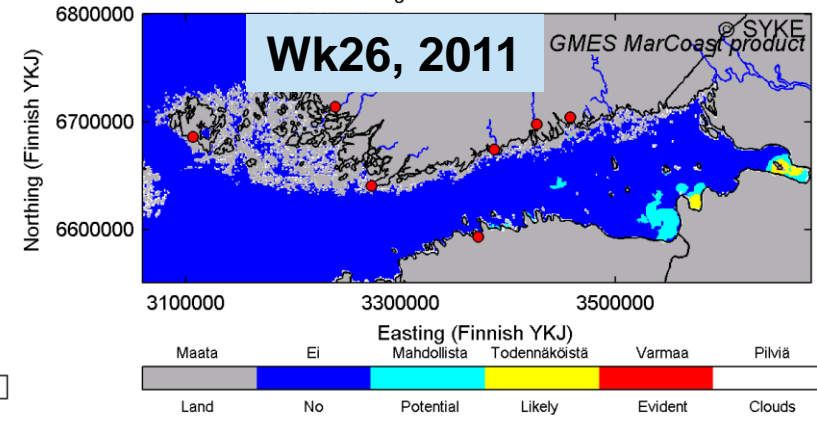 Wk26, 2011
SYKE
GMES MarCoast product
6800000
6700000
6600000
Northing (Finnish YKJ)
3100000 3300000 3500000
Easting (Finnish YKJ)
Maata Ei Mahdollista Todennäköistä Varmaa Pilviä
Land No Potential Likely Evident Clouds